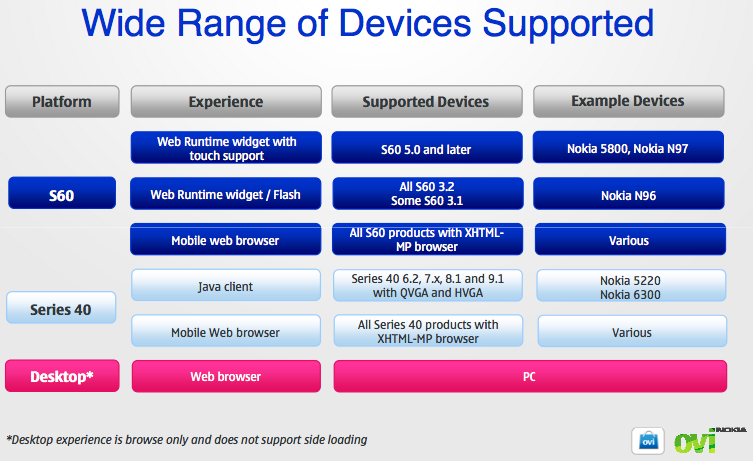 Wide Range of Devices Supported
Platform
Experience
Supported Devices
Example Devices
S60
Web Runtime widget with
touch support
S60 5.0 and later
Nokia 5800, Nokia N97
Web Runtime widget / Flash
All S60 3.2
Some S60 3.1
Nokia N96
Mobile web browser
All S60 products with XHTML-
MP browser
Various
Series 40
Java client
Series 40 6.2, 7.x, 8.1 and 9.1
with QVGA and HVGA
Nokia 5220
Nokia 6300
Mobile Web browser
All Series 40 products with
XHTML-MP browser
Various
Desktop*
Web browser
PC
*Desktop experience is browse only and does not support side loading
ovi
ovi
NOKIA